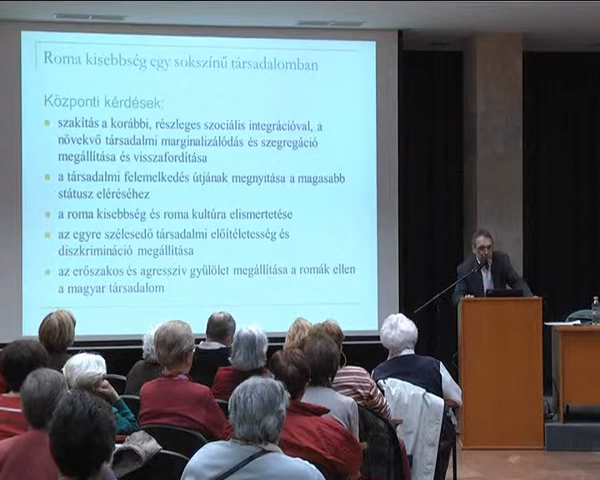 Roma kisebbség egy sokszínű társadalomban
Központi kérdések:
szakítás a korábbi, részleges szociális integrációval, a
növekvő társadalmi marginalizálódás és szegregáció
megállítása és visszafordítása
a társadalmi felemelkedés útjának megnyitása a magasabb
státusz eléréséhez
a roma kisebbség és roma kultúra elismertetése
az egyre szélesedő társadalmi előítéletesség és
diszkrimináció megállítása
az erőszakos és agresszív gyűlölet megállítása a romák ellen
a magyar társadalom